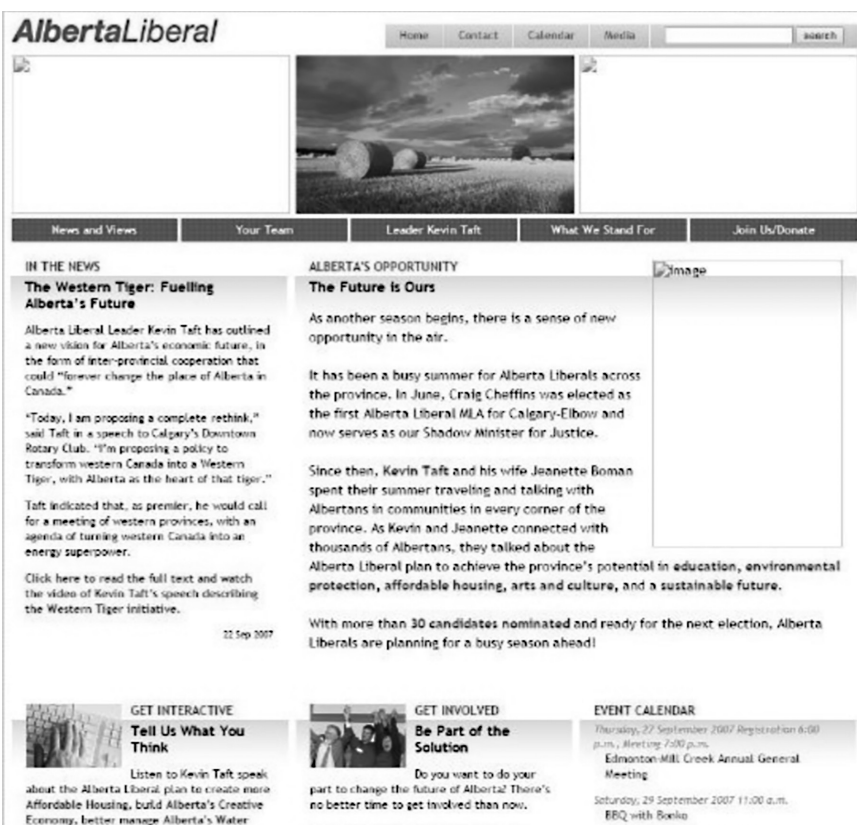 AlbertaLiberal
Home Contact Calendar Media search
News and Views Your Team Leader Kevin Taft What We Stand For Join Us/Donate
IN THE NEWS
The Western Tiger: Fuelling
Alberta's Future
Alberta Liberal Leader Kevin Taft has outlined
a new vision for Alberta's economic future, in
the form of inter-provincial cooperation that
could "forever change the place of Alberta in
Canada."
"Today, I am proposing a complete rethink,"
said Taft in a speech to Calgary's Downtown
Rotary Club. "I'm proposing a policy to
transform western Canada into a Western
Tiger, with Alberta as the heart of that tiger."
Taft indicated that, as premier, he would call
for a meeting of western provinces, with an
agenda of turning western Canada into an
energy superpower.
Click here to read the full text and watch
the video of Kevin Taft's speech describing
the Western Tiger initiative.
22 Sep 2007
ALBERTA'S OPPORTUNITY
The Future is Ours
image
As another season begins, there is a sense of new
opportunity in the air.
It has been a busy summer for Alberta Liberals across
the province. In June, Craig Cheffins was elected as
the first Alberta Liberal MLA for Calgary-Elbow and
now serves as our Shadow Minister for Justice.
Since then, Kevin Taft and his wife Jeanette Boman
spent their summer traveling and talking with
Albertans in communities in every corner of the
province. As Kevin and Jeanette connected with
thousands of Albertans, they talked about the
Alberta Liberal plan to achieve the province's potential in education, environmental
protection, affordable housing, arts and culture, and a sustainable future.
With more than 30 candidates nominated and ready for the next election, Alberta
Liberals are planning for a busy season ahead!
GET INTERACTIVE
Tell Us What You
Think
Listen to Kevin Taft speak
about the Alberta Liberal plan to create more
Affordable Housing, build Alberta's Creative
Economy, better manage Alberta's Water
GET INVOLVED
Be Part of the
Solution
Do you want to do your
part to change the future of Alberta? There's
no better time to get involved than now.
EVENT CALENDAR
Thursday, 27 September 2007 Registration 6:00
p.m., Meeting 7:00 p.m.
Edmonton-Mill Creek Annual General
Meeting
Saturday, 29 September 2007 11:00 a.m.
BBQ with Bonko